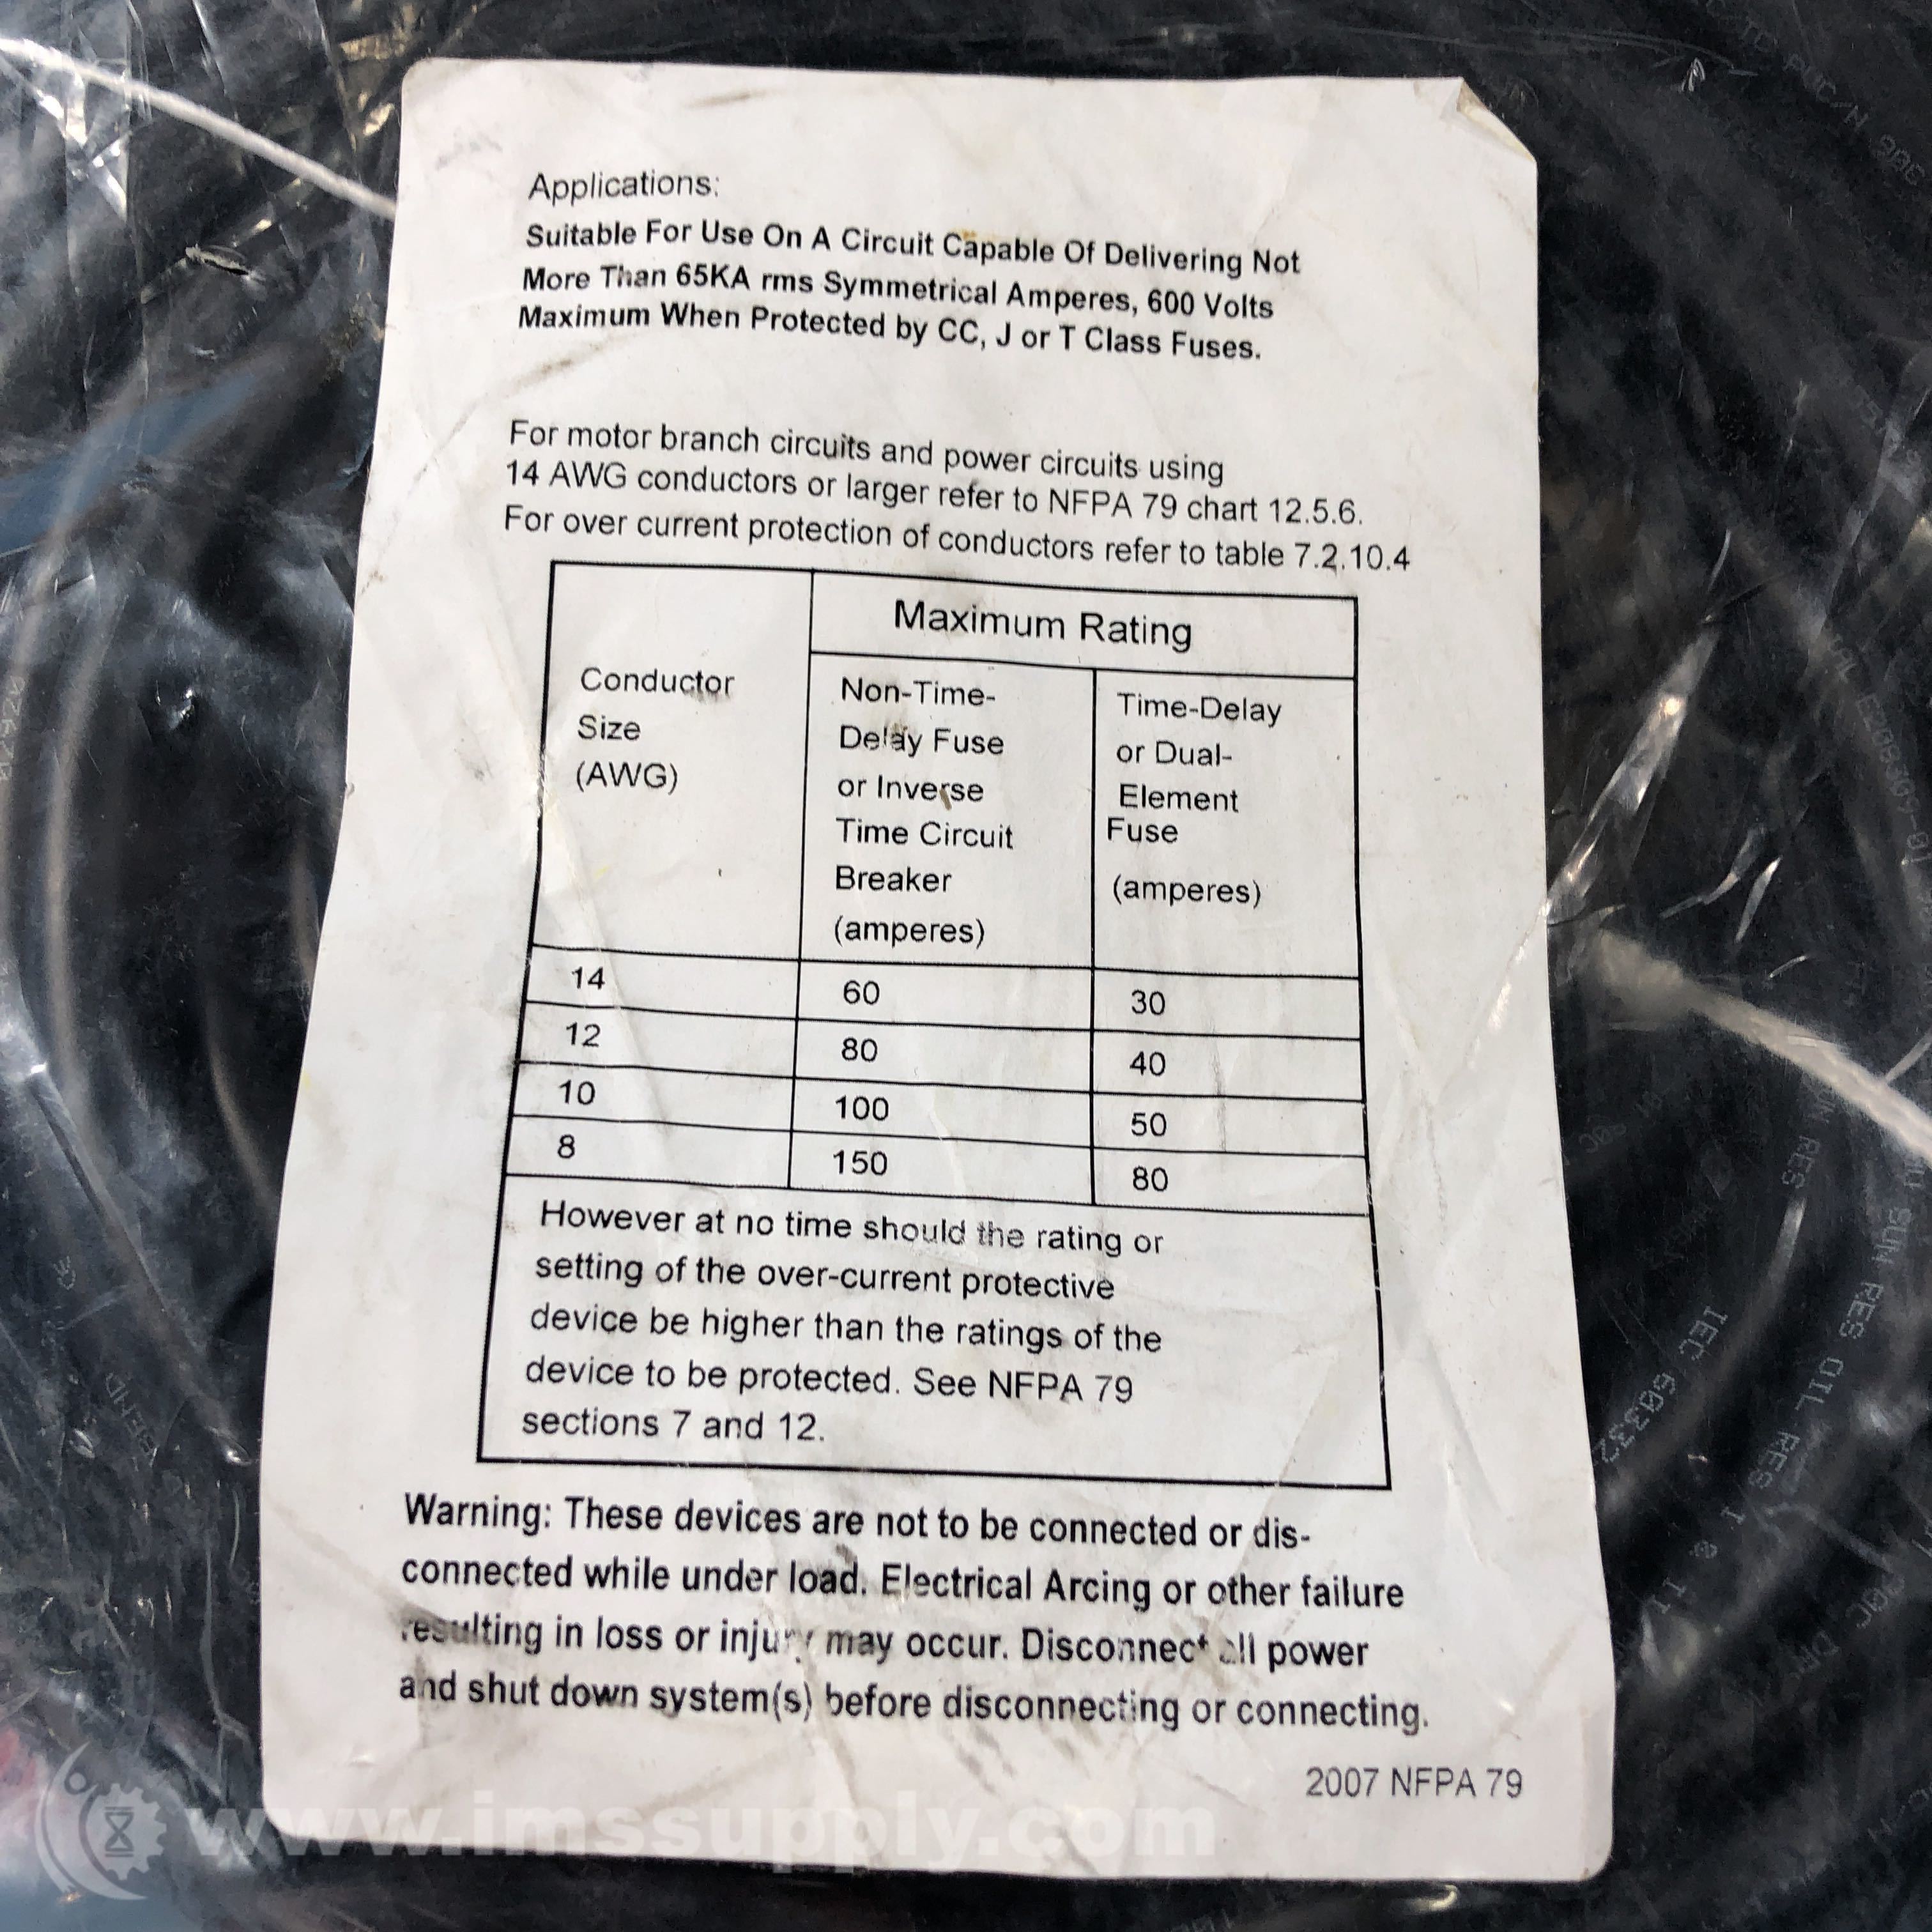 Applications:
Suitable For Use On A Circuit Capable Of Delivering Not
More Than 65KA rms Symmetrical Amperes, 600 Volts
Maximum When Protected by CC, J or T Class Fuses.
For motor branch circuits and power circuits using
14 AWG conductors or larger refer to NFPA 79 chart 12.5.6.
For over current protection of conductors refer to table 7.2.10.4
Maximum Rating
Conductor
Size
(AWG)
Non-Time-
Delay Fuse
or Inverse
Time Circuit
Breaker
(amperes)
Time-Delay
or Dual-
Element
Fuse
(amperes)
14 60 30
12 80 40
10 100 50
8 150 80
However at no time should the rating or
setting of the over-current protective
device be higher than the ratings of the
device to be protected. See NFPA 79
sections 7 and 12.
Warning: These devices are not to be connected or dis-
connected while under load. Electrical Arcing or other failure
resulting in loss or injury may occur. Disconnect all power
and shut down system(s) before disconnecting or connecting.
2007 NFPA 79
www.imssupply.com
IEC 60332
SUN RES OIL RES I
BEND